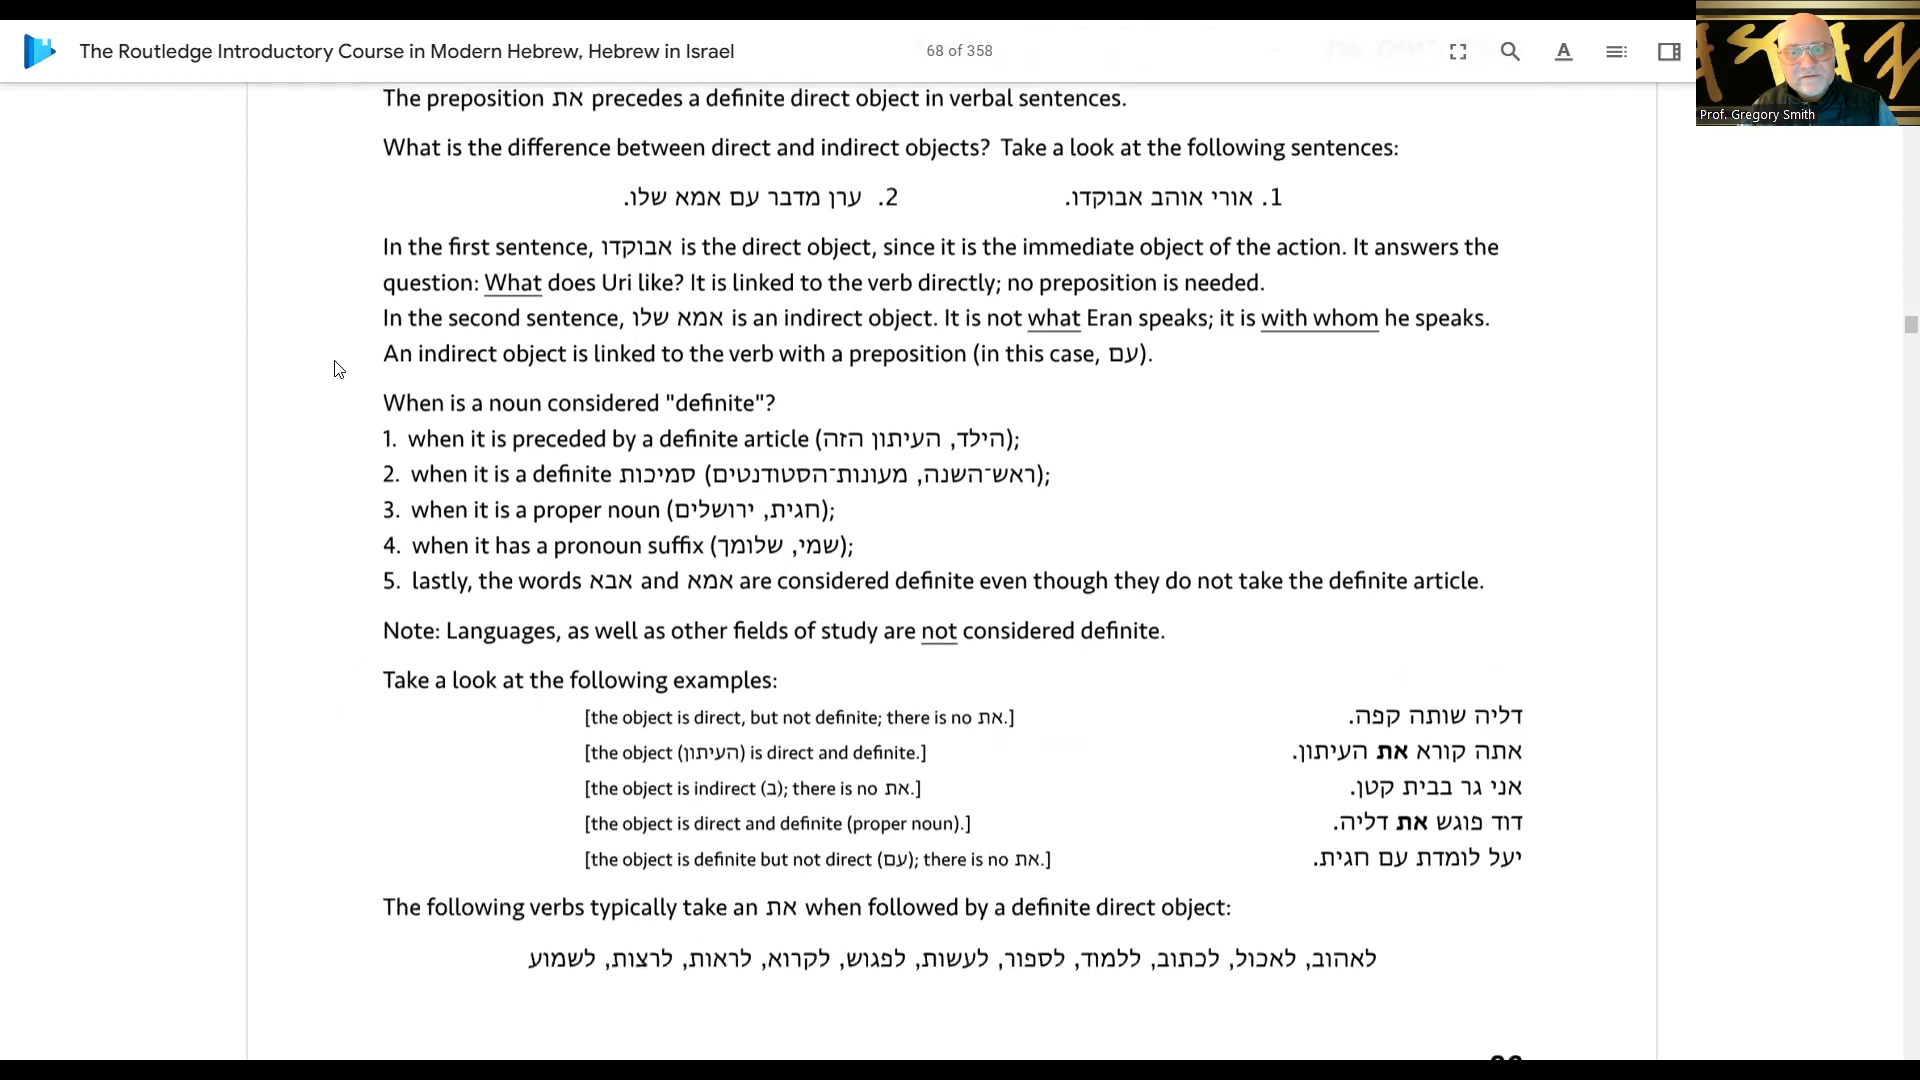 The Routledge Introductory Course in Modern Hebrew, Hebrew in Israel
68 of 358
Prof. Gregory Smith
The preposition את precedes a definite direct object in verbal sentences.
What is the difference between direct and indirect objects? Take a look at the following sentences:
1. אורי אוהב אבוקדו.
2. ערן מדבר עם אמא שלו.
In the first sentence, אבוקדו is the direct object, since it is the immediate object of the action. It answers the
question: What does Uri like? It is linked to the verb directly; no preposition is needed.
In the second sentence, אמא שלו is an indirect object. It is not what Eran speaks; it is with whom he speaks.
An indirect object is linked to the verb with a preposition (in this case, עם).
When is a noun considered "definite"?
1. when it is preceded by a definite article (הילד, העיתון הזה);
2. when it is a definite סמיכות (ראש־השנה, מעונות־הסטודנטים);
3. when it is a proper noun (חגית, ירושלים);
4. when it has a pronoun suffix (שמי, שלומך);
5. lastly, the words אבא and אמא are considered definite even though they do not take the definite article.
Note: Languages, as well as other fields of study are not considered definite.
Take a look at the following examples:
דליה שותה קפה. [the object is direct, but not definite; there is no את.]
אתה קורא את העיתון. [the object (העיתון) is direct and definite.]
אני גר בבית קטן. [the object is indirect (ב); there is no את.]
דוד פוגש את דליה. [the object is direct and definite (proper noun).]
יעל לומדת עם חגית. [the object is definite but not direct (עם); there is no את.]
The following verbs typically take an את when followed by a definite direct object:
לאהוב, לאכול, לכתוב, ללמוד, לספור, לעשות, לפגוש, לקרוא, לראות, לרצות, לשמוע